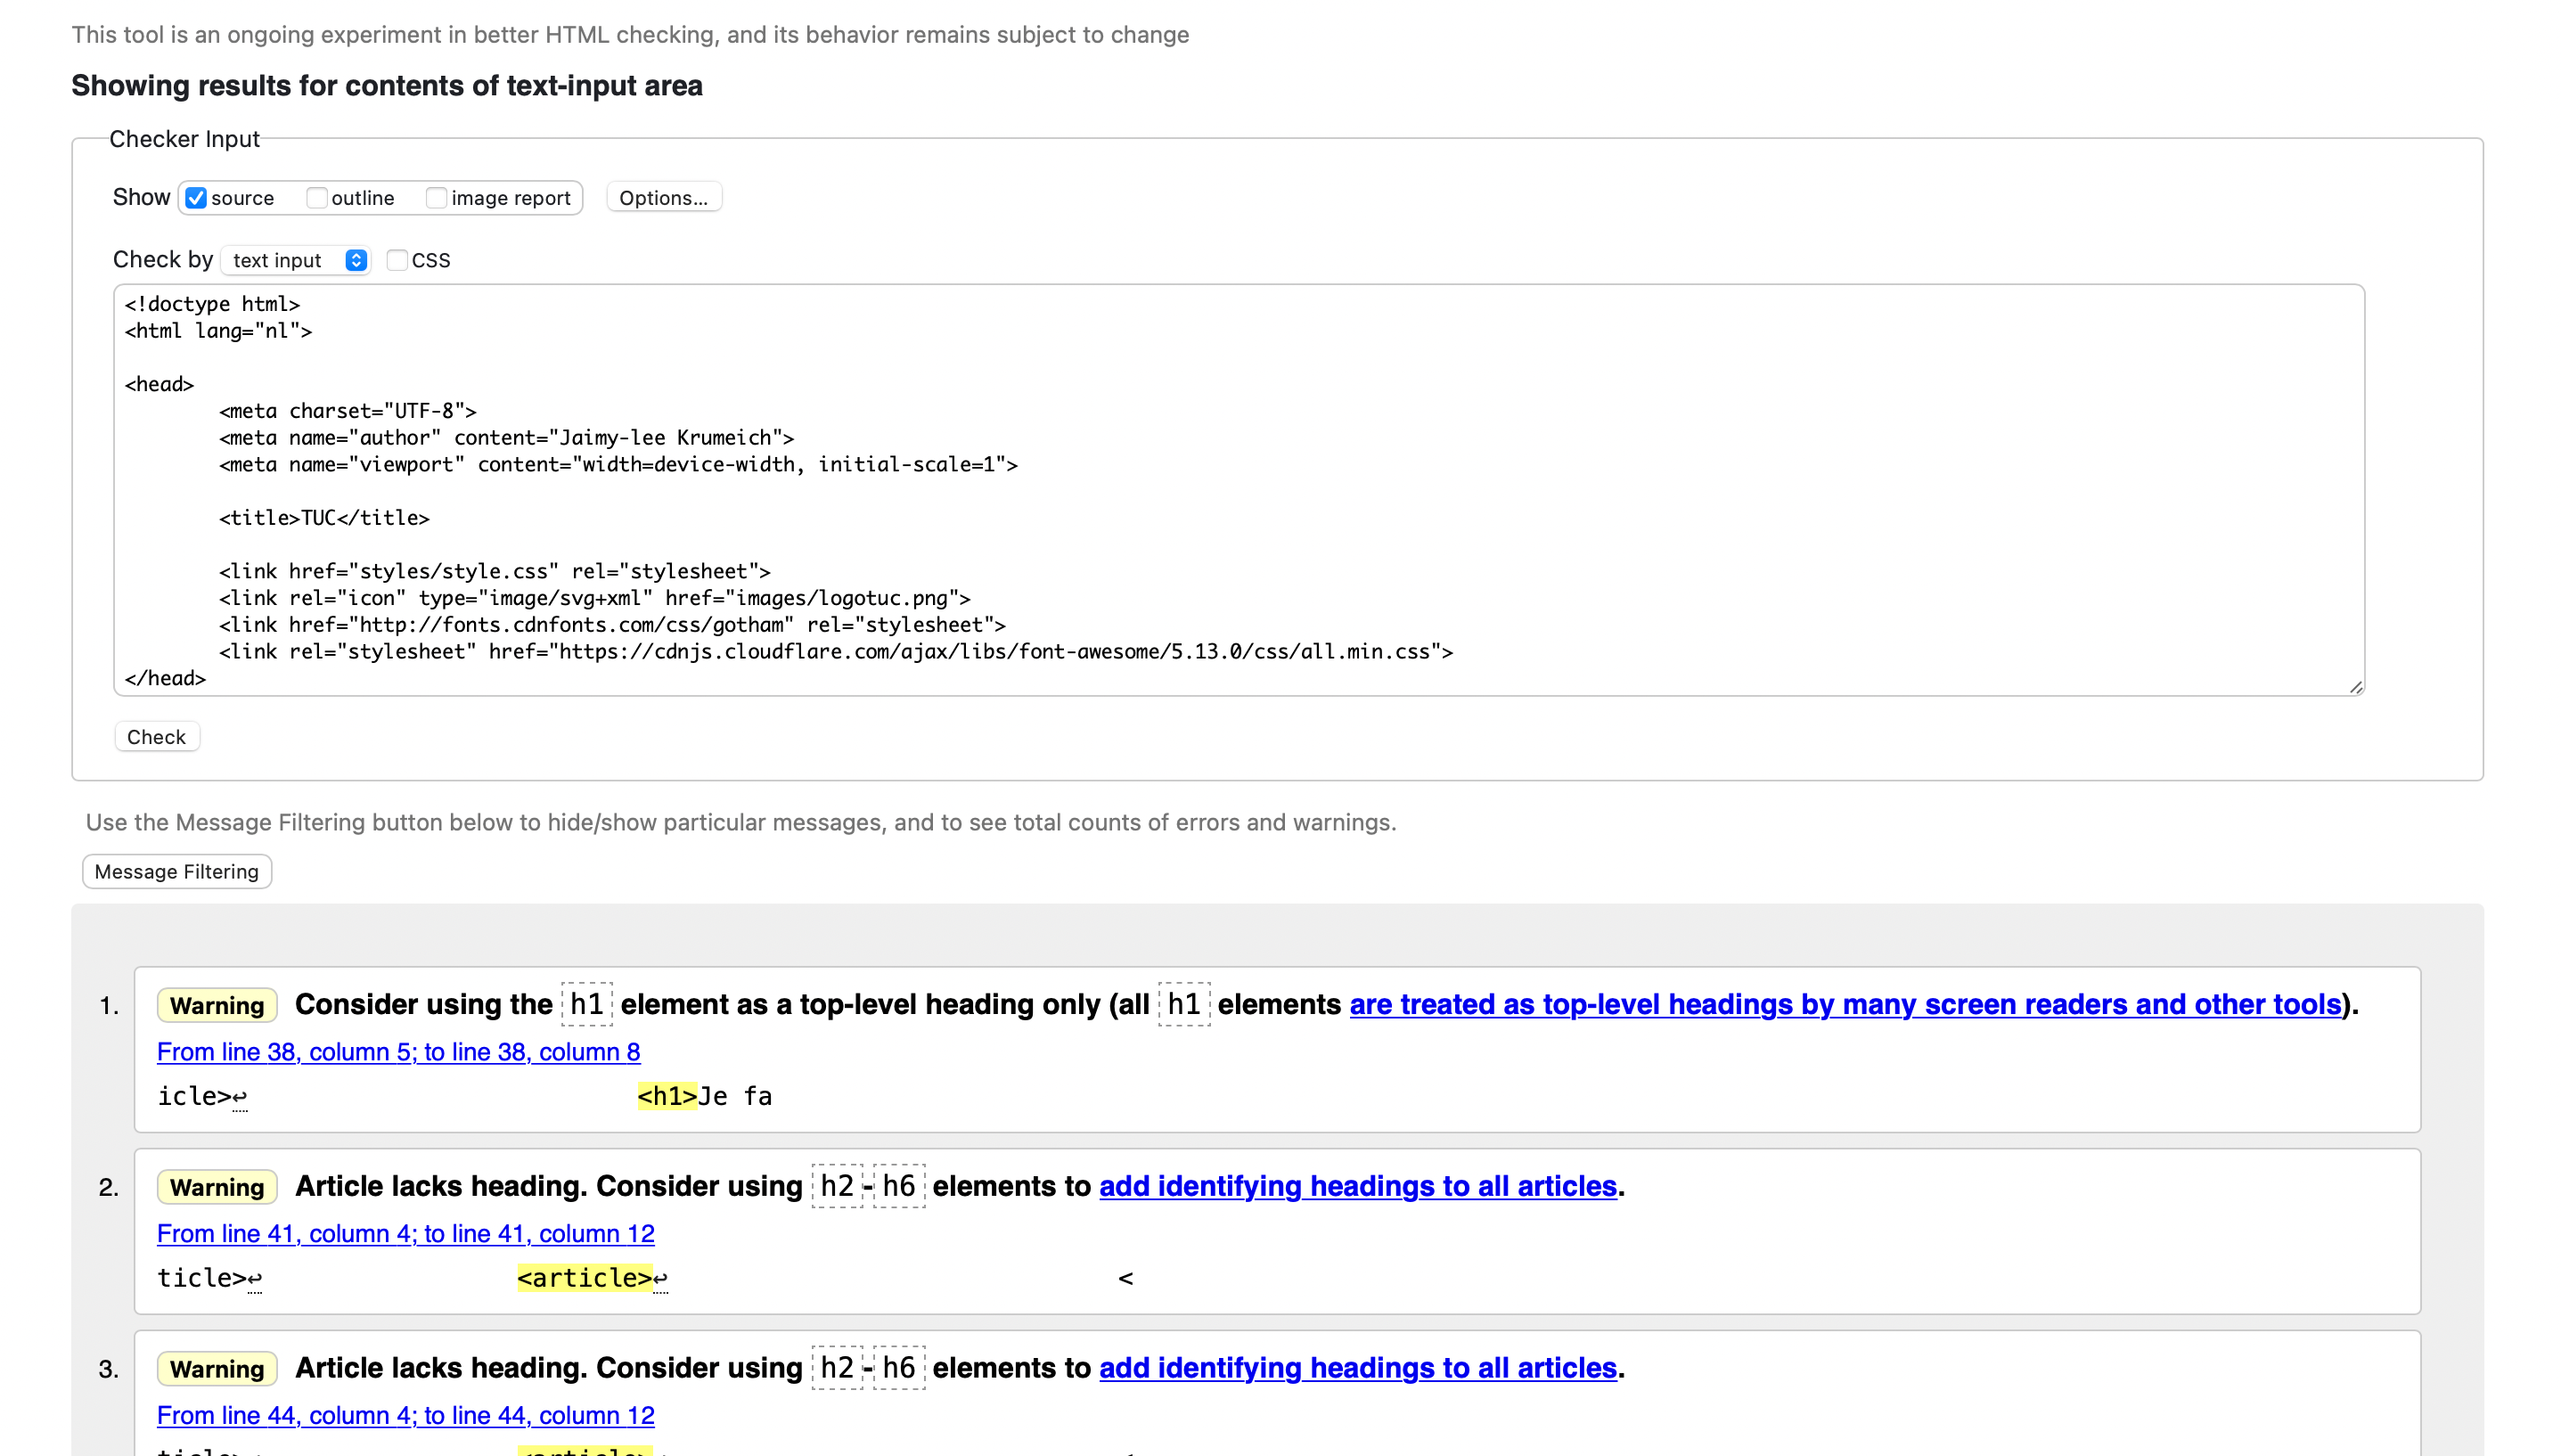 This tool is an ongoing experiment in better HTML checking, and its behavior remains subject to change
Showing results for contents of text-input area
Checker Input
Show source outline image report Options...
Check by text input CSS
<!doctype html>
<html lang="nl">
<head>
<meta charset="UTF-8">
<meta name="author" content="Jaimy-lee Krumeich">
<meta name="viewport" content="width=device-width, initial-scale=1">
<title>TUC</title>
<link href="styles/style.css" rel="stylesheet">
<link rel="icon" type="image/svg+xml" href="images/logotuc.png">
<link href="http://fonts.cdnfonts.com/css/gotham" rel="stylesheet">
<link rel="stylesheet" href="https://cdnjs.cloudflare.com/ajax/libs/font-awesome/5.13.0/css/all.min.css">
</head>
Check
Use the Message Filtering button below to hide/show particular messages, and to see total counts of errors and warnings.
Message Filtering
1. Warning Consider using the h1 element as a top-level heading only (all h1 elements are treated as top-level headings by many screen readers and other tools).
From line 38, column 5; to line 38, column 8
icle>↩ <h1>Je fa
2. Warning Article lacks heading. Consider using h2-h6 elements to add identifying headings to all articles.
From line 41, column 4; to line 41, column 12
ticle>↩ <article>↩ <
3. Warning Article lacks heading. Consider using h2-h6 elements to add identifying headings to all articles.
From line 44, column 4; to line 44, column 12